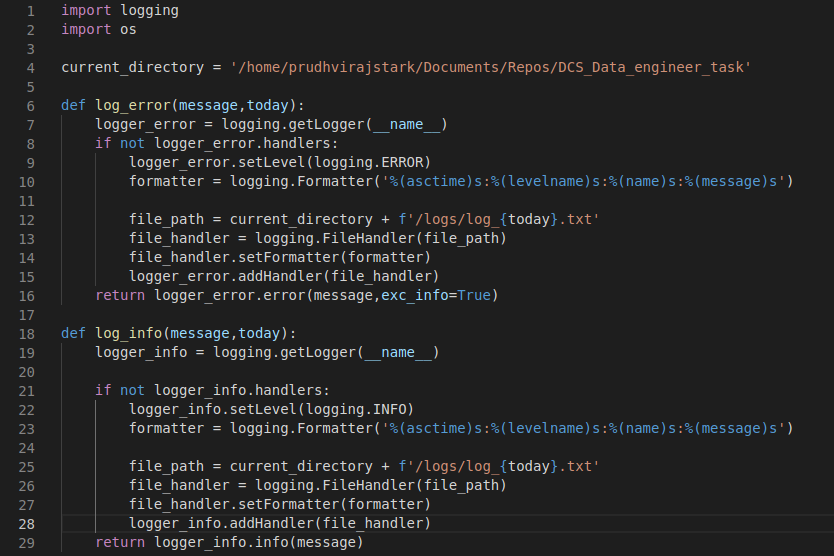 1 import logging
2 import os
3
4 current_directory = '/home/prudhvirajstark/Documents/Repos/DCS_Data_engineer_task'
5
6 def log_error(message,today):
7     logger_error = logging.getLogger(__name__)
8     if not logger_error.handlers:
9         logger_error.setLevel(logging.ERROR)
10         formatter = logging.Formatter('%(asctime)s:%(levelname)s:%(name)s:%(message)s')
11
12         file_path = current_directory + f'/logs/log_{today}.txt'
13         file_handler = logging.FileHandler(file_path)
14         file_handler.setFormatter(formatter)
15         logger_error.addHandler(file_handler)
16     return logger_error.error(message,exc_info=True)
17
18 def log_info(message,today):
19     logger_info = logging.getLogger(__name__)
20
21     if not logger_info.handlers:
22         logger_info.setLevel(logging.INFO)
23         formatter = logging.Formatter('%(asctime)s:%(levelname)s:%(name)s:%(message)s')
24
25         file_path = current_directory + f'/logs/log_{today}.txt'
26         file_handler = logging.FileHandler(file_path)
27         file_handler.setFormatter(formatter)
28         logger_info.addHandler(file_handler)
29     return logger_info.info(message)